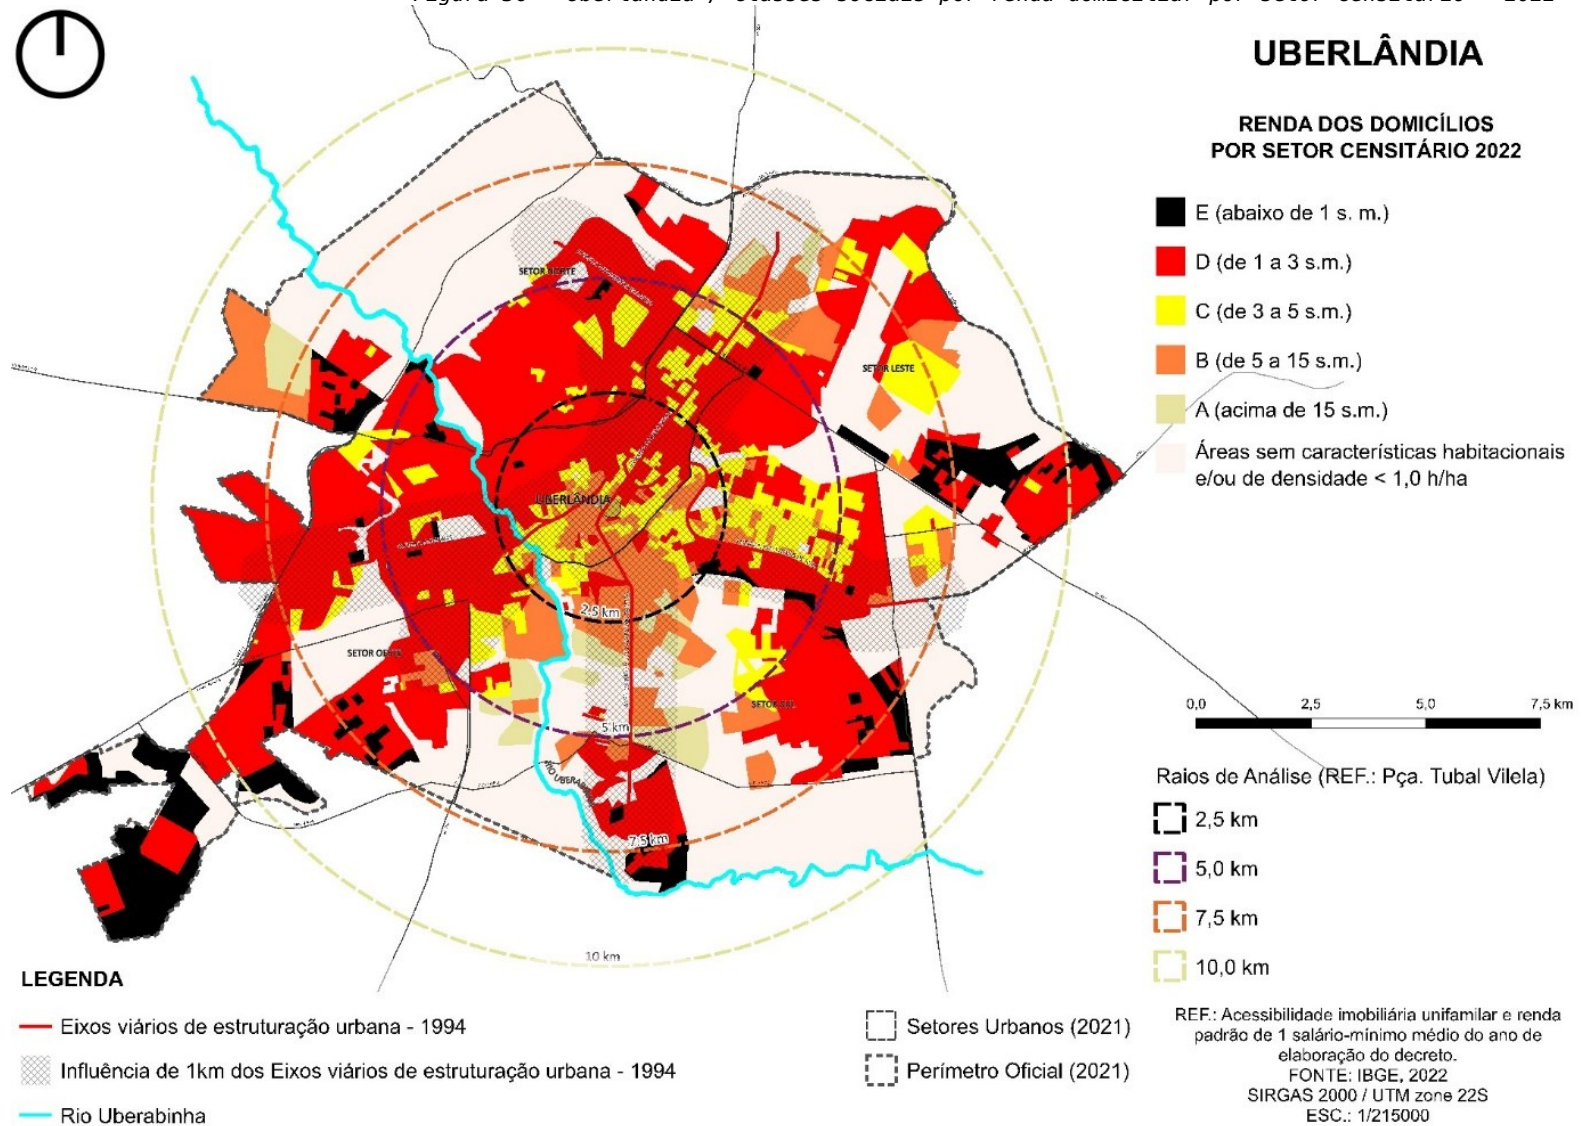 UBERLÂNDIA
RENDA DOS DOMICÍLIOS
POR SETOR CENSITÁRIO 2022
E (abaixo de 1 s. m.)
D (de 1 a 3 s.m.)
C (de 3 a 5 s.m.)
B (de 5 a 15 s.m.)
A (acima de 15 s.m.)
Áreas sem características habitacionais
e/ou de densidade < 1,0 h/ha
SETOR NORTE
SETOR LESTE
UBERLÂNDIA
2,5 km
SETOR OESTE
SETOR SUL
5 km
RIO UBERABINHA
7,5 km
10 km
0,0 2,5 5,0 7,5 km
Raios de Análise (REF.: Pça. Tubal Vilela)
2,5 km
5,0 km
7,5 km
10,0 km
LEGENDA
Eixos viários de estruturação urbana - 1994
Influência de 1km dos Eixos viários de estruturação urbana - 1994
Rio Uberabinha
Setores Urbanos (2021)
Perímetro Oficial (2021)
REF.: Acessibilidade imobiliária unifamilar e renda
padrão de 1 salário-mínimo médio do ano de
elaboração do decreto.
FONTE: IBGE, 2022
SIRGAS 2000 / UTM zone 22S
ESC.: 1/215000